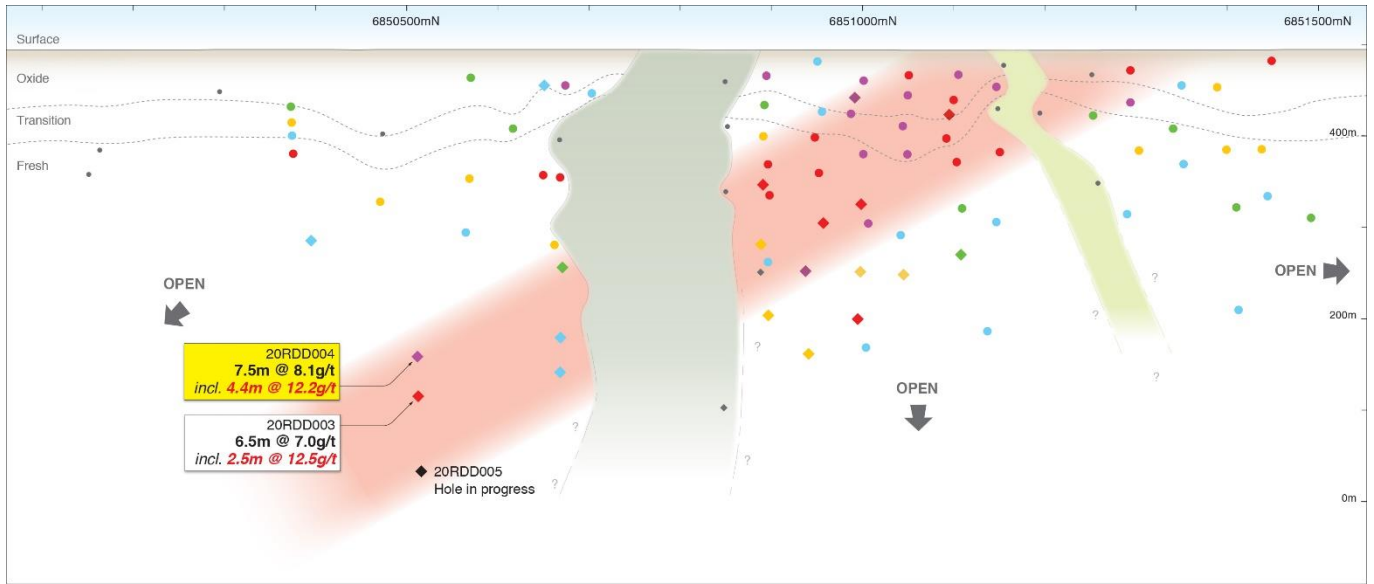 6850500mN
6851000mN
6851500mN
Surface
Oxide
Transition
Fresh
400m
200m
0m
OPEN
OPEN
OPEN
20RDD004
7.5m @ 8.1g/t
incl. 4.4m @ 12.2g/t
20RDD003
6.5m @ 7.0g/t
incl. 2.5m @ 12.5g/t
20RDD005
Hole in progress
?
?
?
?
?
?
?
?